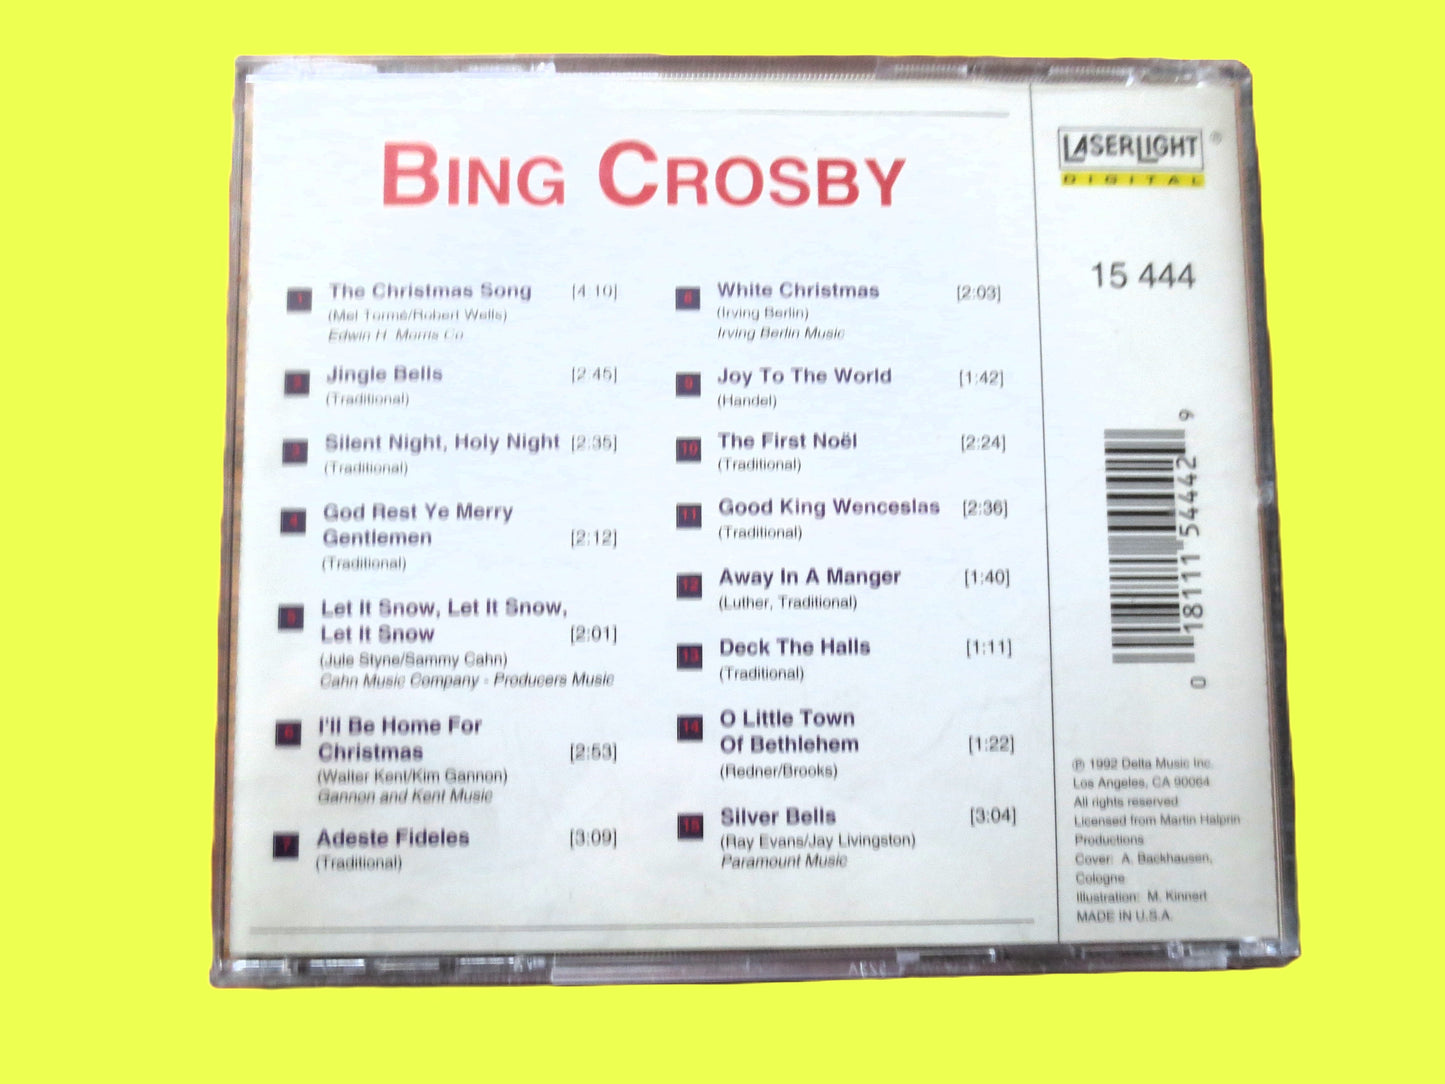 BING CROSBY
1 The Christmas Song [4:10]
(Mel Tormé/Robert Wells)
Edwin H. Morris Co.
2 Jingle Bells [2:45]
(Traditional)
3 Silent Night, Holy Night [2:35]
(Traditional)
4 God Rest Ye Merry
Gentlemen [2:12]
(Traditional)
5 Let It Snow, Let It Snow,
Let It Snow [2:01]
(Jule Styne/Sammy Cahn)
Cahn Music Company - Producers Music
6 I'll Be Home For
Christmas [2:53]
(Walter Kent/Kim Gannon)
Gannon and Kent Music
7 Adeste Fideles [3:09]
(Traditional)
8 White Christmas [2:03]
(Irving Berlin)
Irving Berlin Music
9 Joy To The World [1:42]
(Handel)
10 The First Noël [2:24]
(Traditional)
11 Good King Wenceslas [2:36]
(Traditional)
12 Away In A Manger [1:40]
(Luther, Traditional)
13 Deck The Halls [1:11]
(Traditional)
14 O Little Town
Of Bethlehem [1:22]
(Redner/Brooks)
15 Silver Bells [3:04]
(Ray Evans/Jay Livingston)
Paramount Music
LASERLIGHT ®
DIGITAL
15 444
0 18111 54442 9
℗ 1992 Delta Music Inc.
Los Angeles, CA 90064
All rights reserved
Licensed from Martin Halprin
Productions
Cover: A. Backhausen,
Cologne
Illustration: M. Kinnert
MADE IN U.S.A.